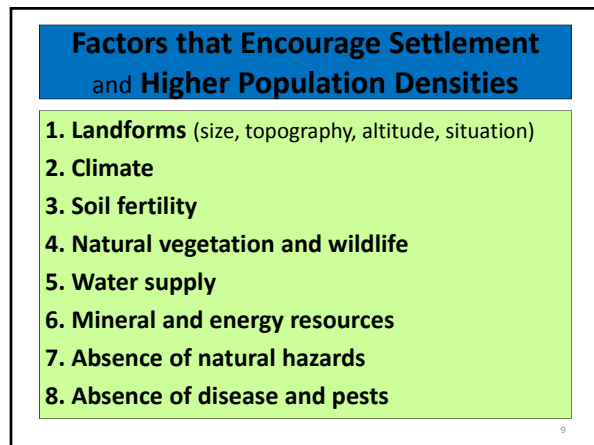 Factors that Encourage Settlement
and Higher Population Densities
1. Landforms (size, topography, altitude, situation)
2. Climate
3. Soil fertility
4. Natural vegetation and wildlife
5. Water supply
6. Mineral and energy resources
7. Absence of natural hazards
8. Absence of disease and pests
9